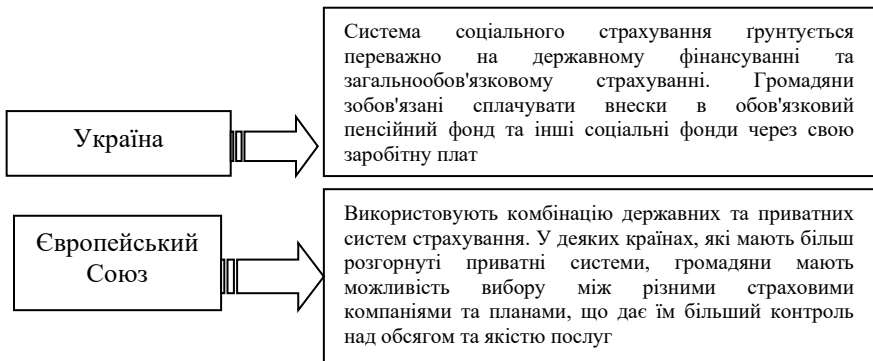 Україна
Система соціального страхування ґрунтується
переважно на державному фінансуванні та
загальнообов'язковому страхуванні. Громадяни
зобов'язані сплачувати внески в обов'язковий
пенсійний фонд та інші соціальні фонди через свою
заробітну плат
Європейський
Союз
Використовують комбінацію державних та приватних
систем страхування. У деяких країнах, які мають більш
розгорнуті приватні системи, громадяни мають
можливість вибору між різними страховими
компаніями та планами, що дає їм більший контроль
над обсягом та якістю послуг